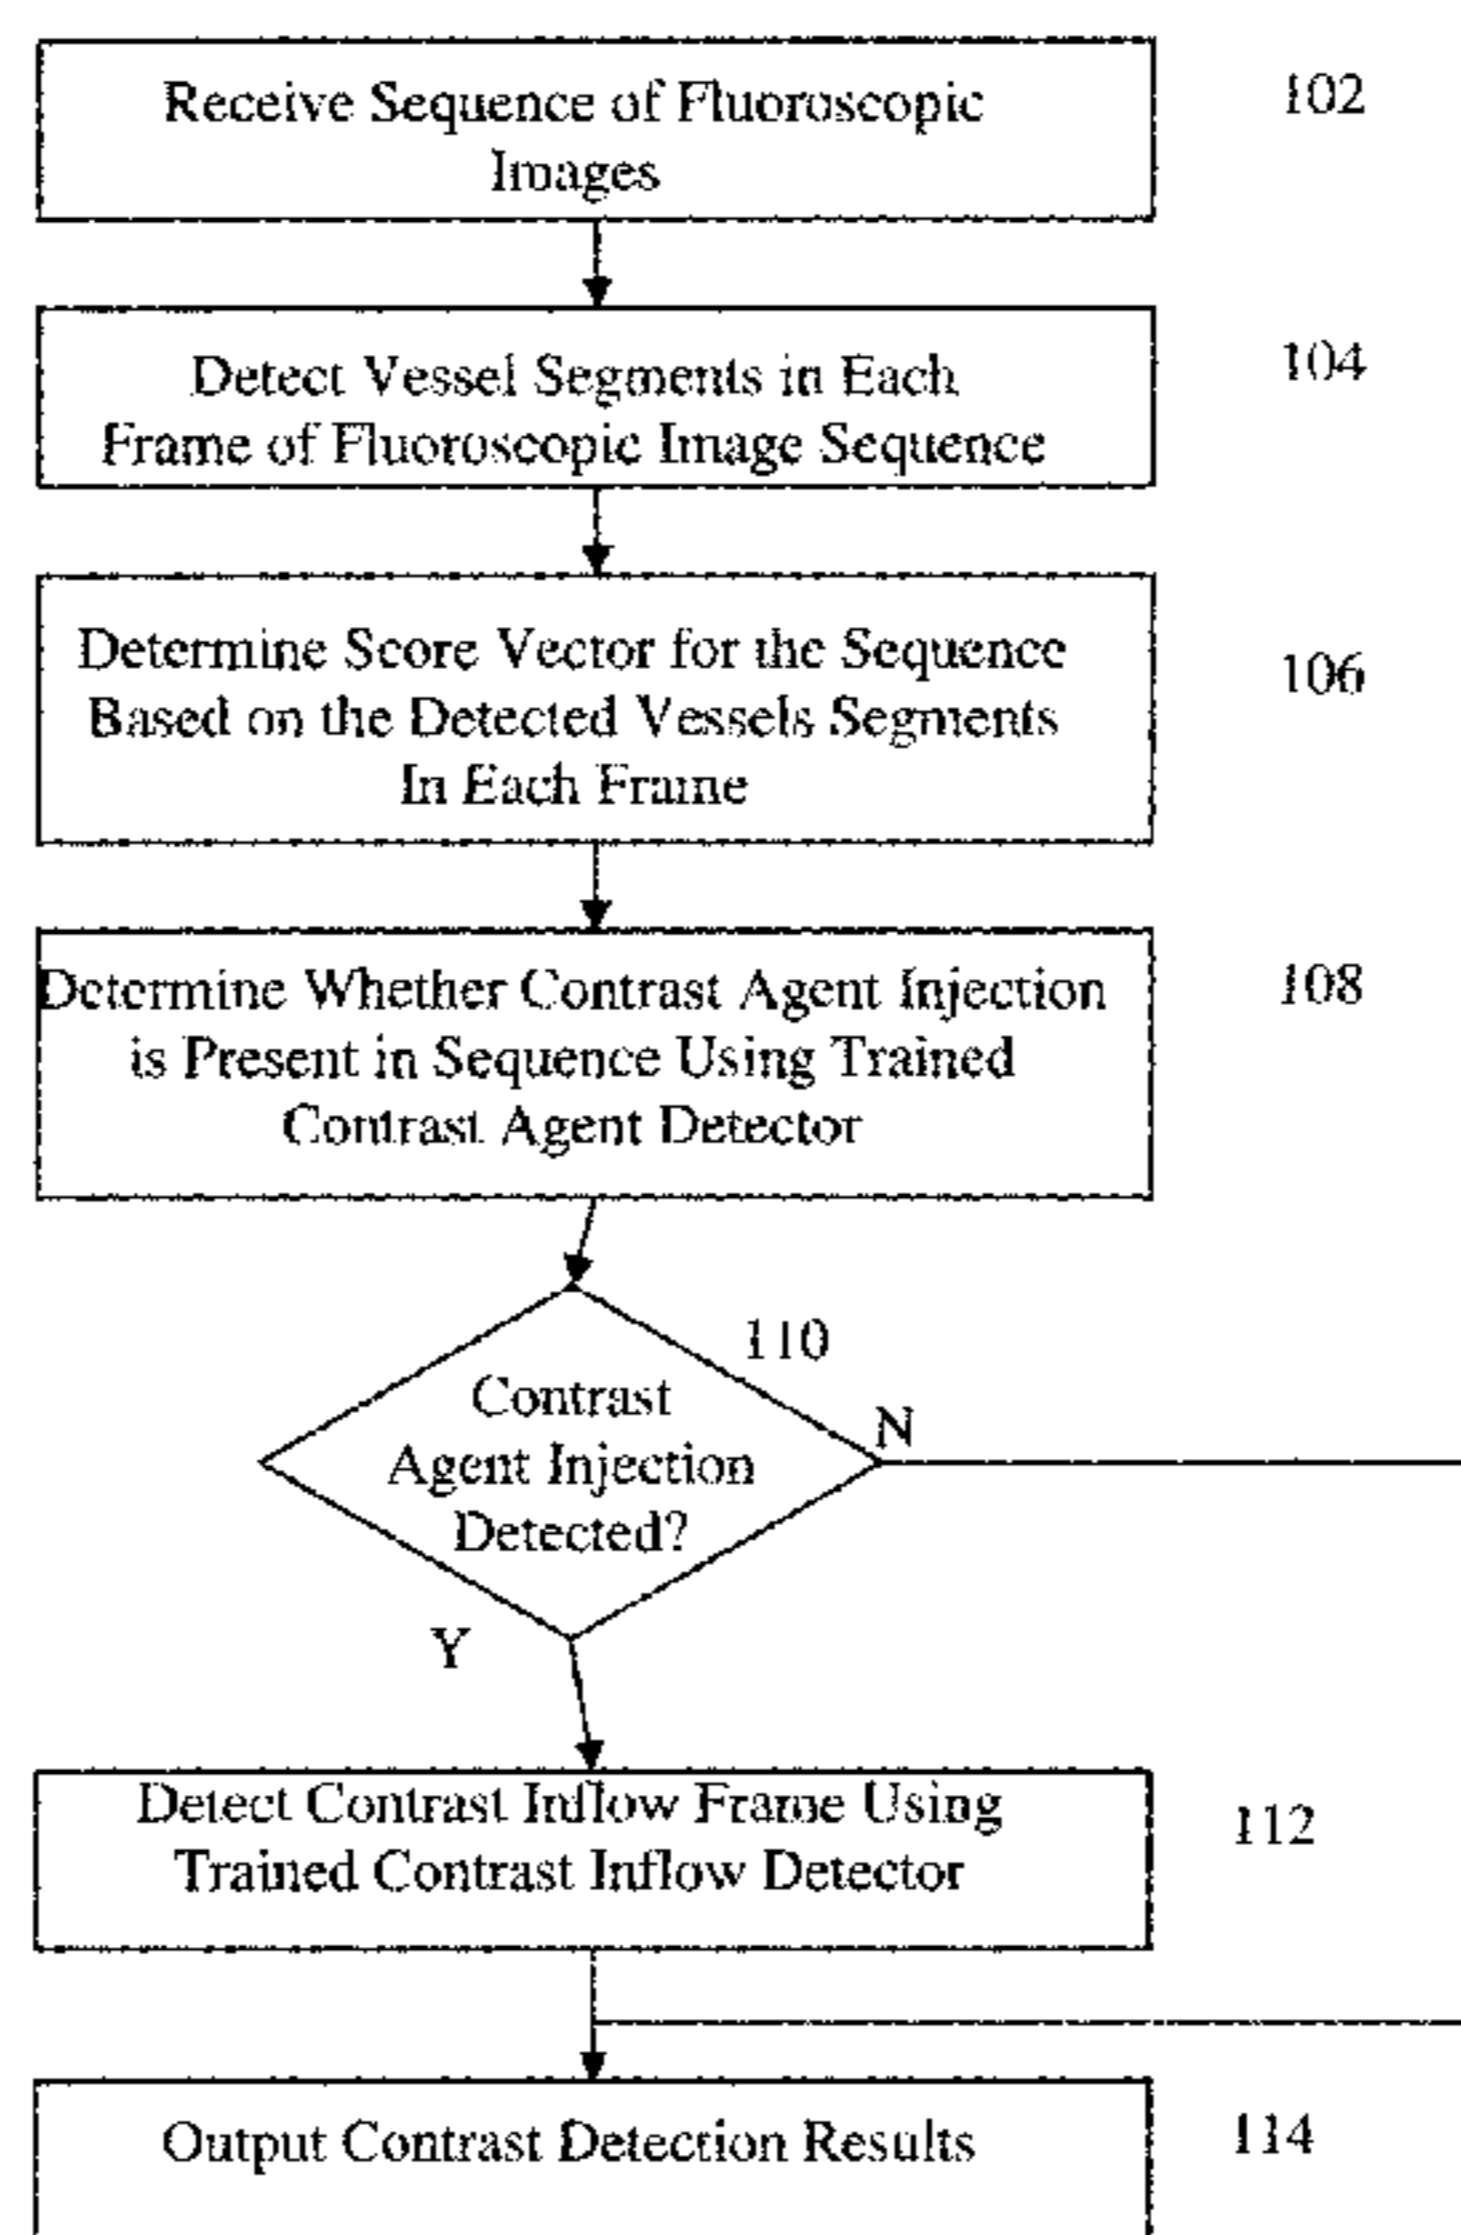 Receive Sequence of Fluoroscopic
Images
102
Detect Vessel Segments in Each
Frame of Fluoroscopic Image Sequence
104
Determine Score Vector for the Sequence
Based on the Detected Vessels Segments
In Each Frame
106
Determine Whether Contrast Agent Injection
is Present in Sequence Using Trained
Contrast Agent Detector
108
110
Contrast
Agent Injection
Detected?
N
Y
Detect Contrast Inflow Frame Using
Trained Contrast Inflow Detector
112
Output Contrast Detection Results
114